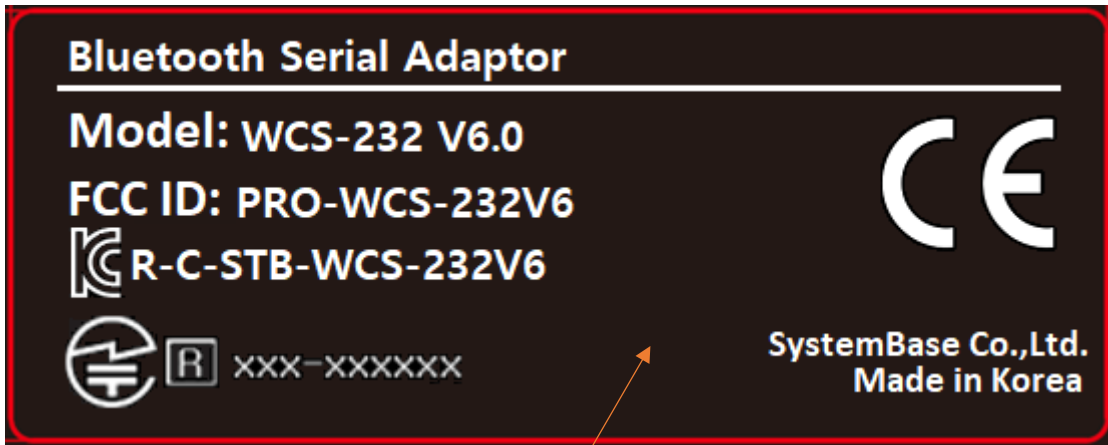 Bluetooth Serial Adaptor
Model: WCS-232 V6.0
FCC ID: PRO-WCS-232V6
R-C-STB-WCS-232V6
CE
R xxx-xxxxxx
SystemBase Co.,Ltd.
Made in Korea